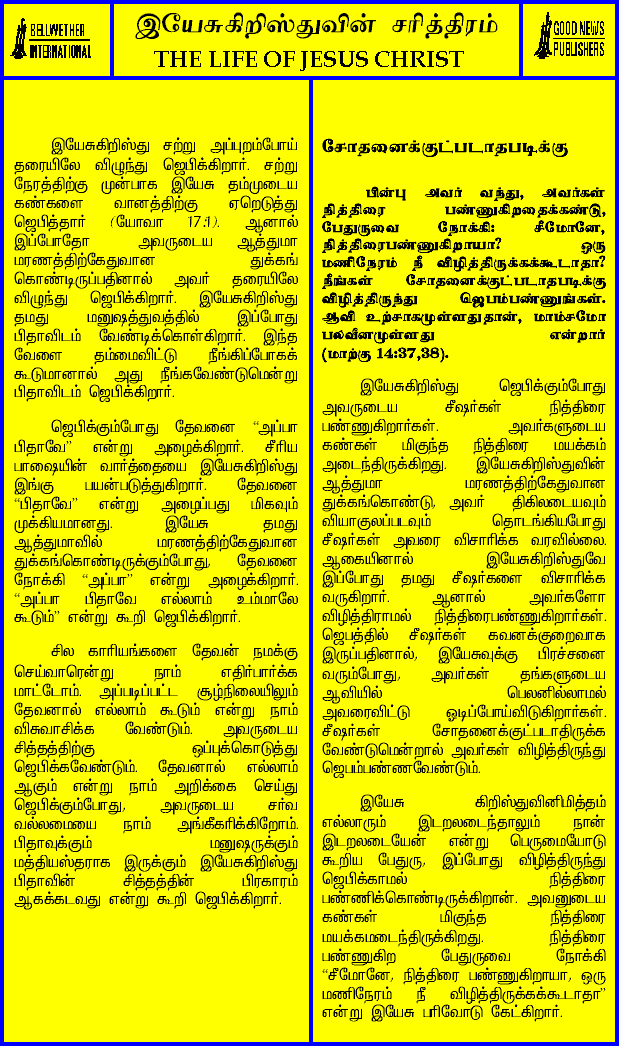 BELLWETHER
INTERNATIONAL
இயேசுகிறிஸ்துவின் சரித்திரம்
THE LIFE OF JESUS CHRIST
GOOD NEWS
PUBLISHERS
இயேசுகிறிஸ்து சற்று அப்புறம்போய்
தரையிலே விழுந்து ஜெபிக்கிறார். சற்று
நேரத்திற்கு முன்பாக இயேசு தம்முடைய
கண்களை வானத்திற்கு ஏறெடுத்து
ஜெபித்தார் (யோவா 17:1). ஆனால்
இப்போதோ அவருடைய ஆத்துமா
மரணத்திற்கேதுவான துக்கங்
கொண்டிருப்பதினால் அவர் தரையிலே
விழுந்து ஜெபிக்கிறார். இயேசுகிறிஸ்து
தமது மனுஷத்துவத்தில் இப்போது
பிதாவிடம் வேண்டிக்கொள்கிறார். இந்த
வேளை தம்மைவிட்டு நீங்கிப்போகக்
கூடுமானால் அது நீங்கவேண்டுமென்று
பிதாவிடம் ஜெபிக்கிறார்.
ஜெபிக்கும்போது தேவனை “அப்பா
பிதாவே” என்று அழைக்கிறார். சீரிய
பாஷையின் வார்த்தையை இயேசுகிறிஸ்து
இங்கு பயன்படுத்துகிறார். தேவனை
“பிதாவே” என்று அழைப்பது மிகவும்
முக்கியமானது. இயேசு தமது
ஆத்துமாவில் மரணத்திற்கேதுவான
துக்கங்கொண்டிருக்கும்போது, தேவனை
நோக்கி “அப்பா” என்று அழைக்கிறார்.
“அப்பா பிதாவே எல்லாம் உம்மாலே
கூடும்” என்று கூறி ஜெபிக்கிறார்.
சில காரியங்களை தேவன் நமக்கு
செய்வாரென்று நாம் எதிர்பார்க்க
மாட்டோம். அப்படிப்பட்ட சூழ்நிலையிலும்
தேவனால் எல்லாம் கூடும் என்று நாம்
விசுவாசிக்க வேண்டும். அவருடைய
சித்தத்திற்கு ஒப்புக்கொடுத்து
ஜெபிக்கவேண்டும். தேவனால் எல்லாம்
ஆகும் என்று நாம் அறிக்கை செய்து
ஜெபிக்கும்போது, அவருடைய சர்வ
வல்லமையை நாம் அங்கீகரிக்கிறோம்.
பிதாவுக்கும் மனுஷருக்கும்
மத்தியஸ்தராக இருக்கும் இயேசுகிறிஸ்து
பிதாவின் சித்தத்தின் பிரகாரம்
ஆகக்கடவது என்று கூறி ஜெபிக்கிறார்.
சோதனைக்குட்படாதபடிக்கு
பின்பு அவர் வந்து, அவர்கள்
நித்திரை பண்ணுகிறதைக்கண்டு,
பேதுருவை நோக்கி: சீமோனே,
நித்திரைபண்ணுகிறாயா? ஒரு
மணிநேரம் நீ விழித்திருக்கக்கூடாதா?
நீங்கள் சோதனைக்குட்படாதபடிக்கு
விழித்திருந்து ஜெபம்பண்ணுங்கள்.
ஆவி உற்சாகமுள்ளதுதான், மாம்சமோ
பலவீனமுள்ளது என்றார்
(மாற்கு 14:37,38).
இயேசுகிறிஸ்து ஜெபிக்கும்போது
அவருடைய சீஷர்கள் நித்திரை
பண்ணுகிறார்கள். அவர்களுடைய
கண்கள் மிகுந்த நித்திரை மயக்கம்
அடைந்திருக்கிறது. இயேசுகிறிஸ்துவின்
ஆத்துமா மரணத்திற்கேதுவான
துக்கங்கொண்டு, அவர் திகிலடையவும்
வியாகுலப்படவும் தொடங்கியபோது
சீஷர்கள் அவரை விசாரிக்க வரவில்லை.
ஆகையினால் இயேசுகிறிஸ்துவே
இப்போது தமது சீஷர்களை விசாரிக்க
வருகிறார். ஆனால் அவர்களோ
விழித்திராமல் நித்திரைபண்ணுகிறார்கள்.
ஜெபத்தில் சீஷர்கள் கவனக்குறைவாக
இருப்பதினால், இயேசுவுக்கு பிரச்சனை
வரும்போது, அவர்கள் தங்களுடைய
ஆவியில் பெலனில்லாமல்
அவரைவிட்டு ஓடிப்போய்விடுகிறார்கள்.
சீஷர்கள் சோதனைக்குட்படாதிருக்க
வேண்டுமென்றால் அவர்கள் விழித்திருந்து
ஜெபம்பண்ணவேண்டும்.
இயேசு கிறிஸ்துவினிமித்தம்
எல்லாரும் இடறலடைந்தாலும் நான்
இடறலடையேன் என்று பெருமையோடு
கூறிய பேதுரு, இப்போது விழித்திருந்து
ஜெபிக்காமல் நித்திரை
பண்ணிக்கொண்டிருக்கிறான். அவனுடைய
கண்கள் மிகுந்த நித்திரை
மயக்கமடைந்திருக்கிறது. நித்திரை
பண்ணுகிற பேதுருவை நோக்கி
“சீமோனே, நித்திரை பண்ணுகிறாயா, ஒரு
மணிநேரம் நீ விழித்திருக்கக்கூடாதா”
என்று இயேசு பரிவோடு கேட்கிறார்.